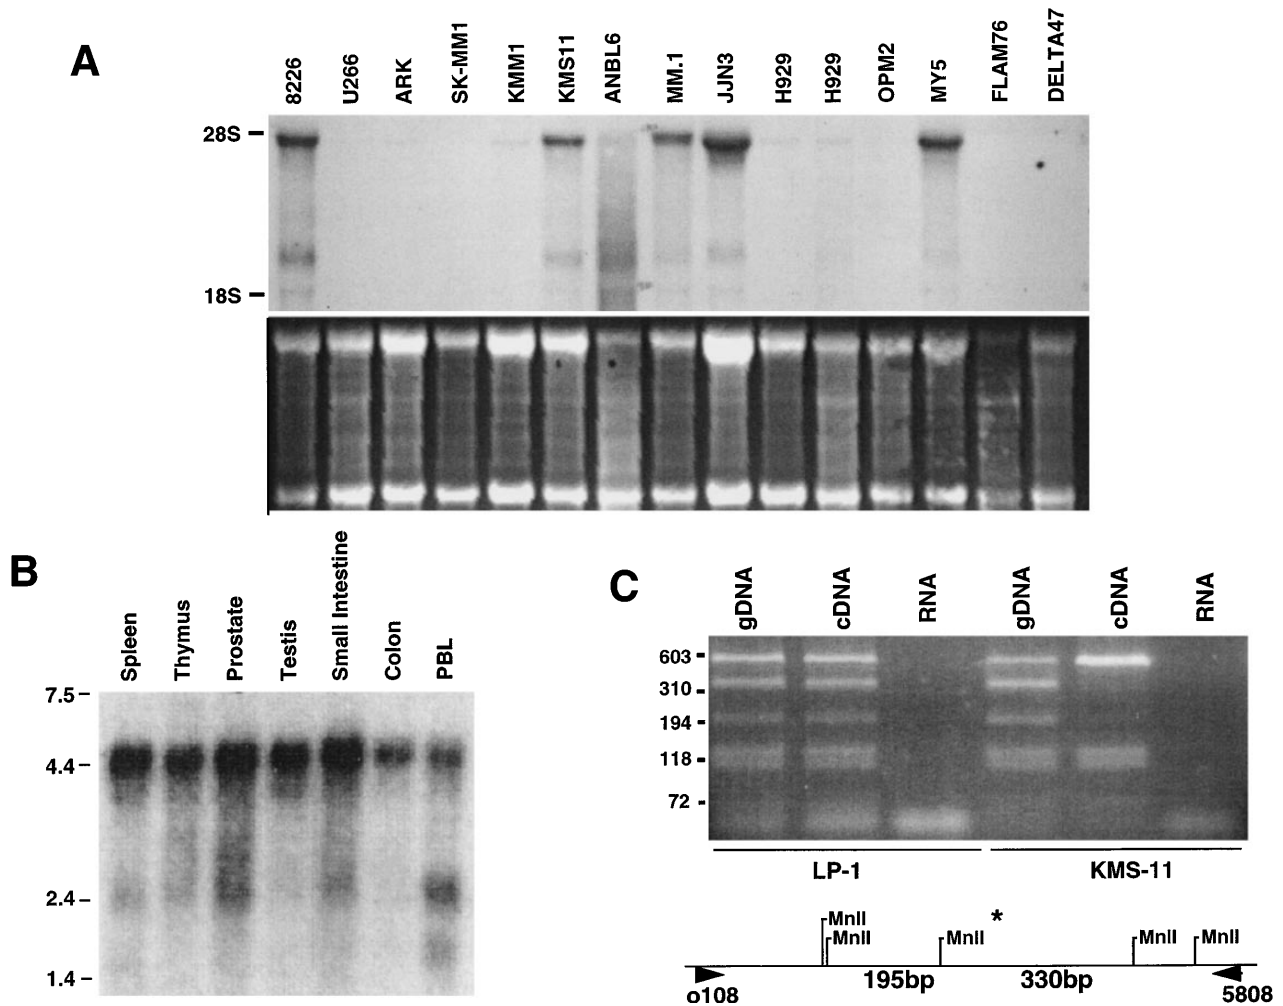 A
8226 U266 ARK SK-MM1 KMM1 KMS11 ANBL6 MM.1 JJN3 H929 H929 OPM2 MY5 FLAM76 DELTA47
28S
18S
B
Spleen Thymus Prostate Testis Small Intestine Colon PBL
7.5
4.4
2.4
1.4
C
gDNA cDNA RNA gDNA cDNA RNA
603
310
194
118
72
LP-1 KMS-11
*
MnlI
MnlI MnlI MnlI MnlI
195bp 330bp
o108 5808